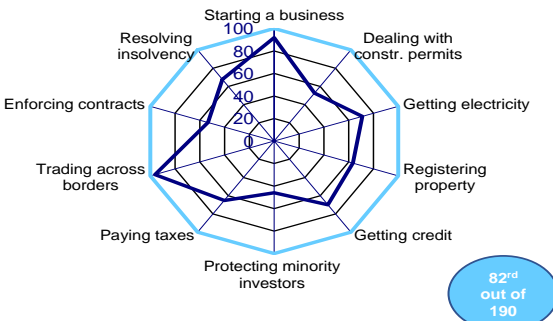 Starting a business
Dealing with
constr. permits
Getting electricity
Registering
property
Getting credit
Protecting minority
investors
Paying taxes
Trading across
borders
Enforcing contracts
Resolving
insolvency
100
80
60
40
20
0
82rd
out of
190